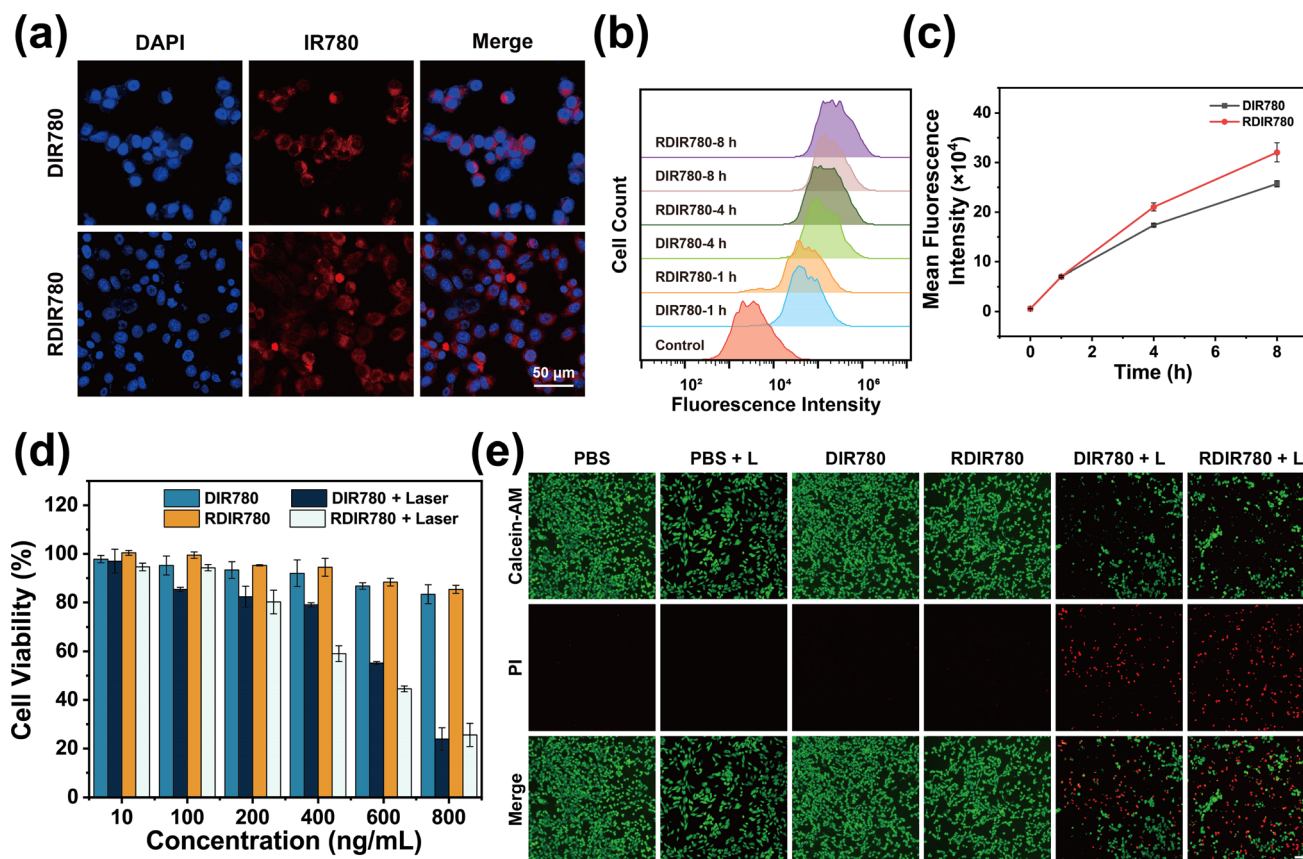 (a)
DAPI IR780 Merge
DIR780
RDIR780
50 μm
(b)
Cell Count
RDIR780-8 h
DIR780-8 h
RDIR780-4 h
DIR780-4 h
RDIR780-1 h
DIR780-1 h
Control
10² 10⁴ 10⁶
Fluorescence Intensity
(c)
Mean Fluorescence
Intensity (×10⁴)
DIR780
RDIR780
40
30
20
10
0
0 2 4 6 8
Time (h)
(d)
Cell Viability (%)
DIR780 DIR780 + Laser
RDIR780 RDIR780 + Laser
120
100
80
60
40
20
0
10 100 200 400 600 800
Concentration (ng/mL)
(e)
PBS PBS + L DIR780 RDIR780 DIR780 + L RDIR780 + L
Calcein-AM
PI
Merge